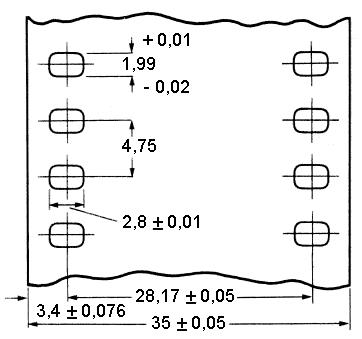 + 0,01
1,99
- 0,02
4,75
2,8 ± 0,01
28,17 ± 0,05
3,4 ± 0,076
35 ± 0,05